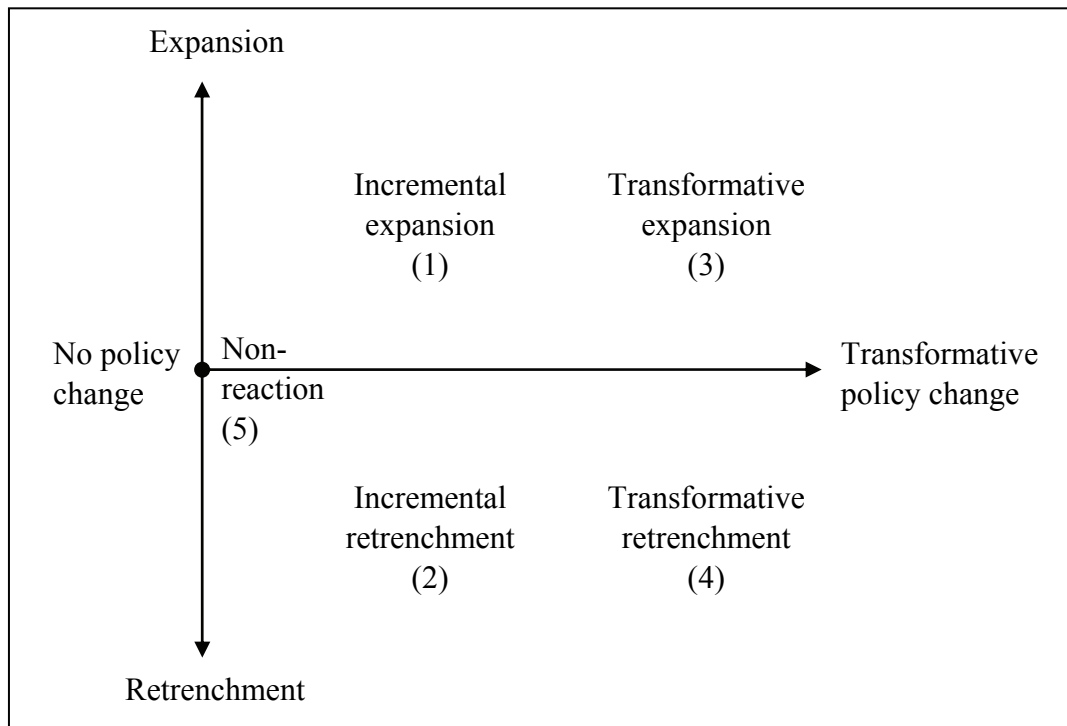 Expansion
Incremental
expansion
(1)
Transformative
expansion
(3)
No policy
change
Non-
reaction
(5)
Transformative
policy change
Incremental
retrenchment
(2)
Transformative
retrenchment
(4)
Retrenchment